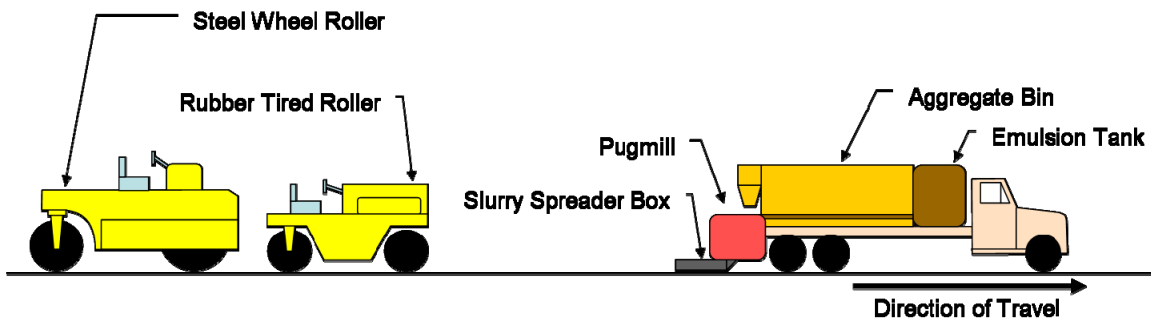 Steel Wheel Roller
Rubber Tired Roller
Aggregate Bin
Emulsion Tank
Pugmill
Slurry Spreader Box
Direction of Travel